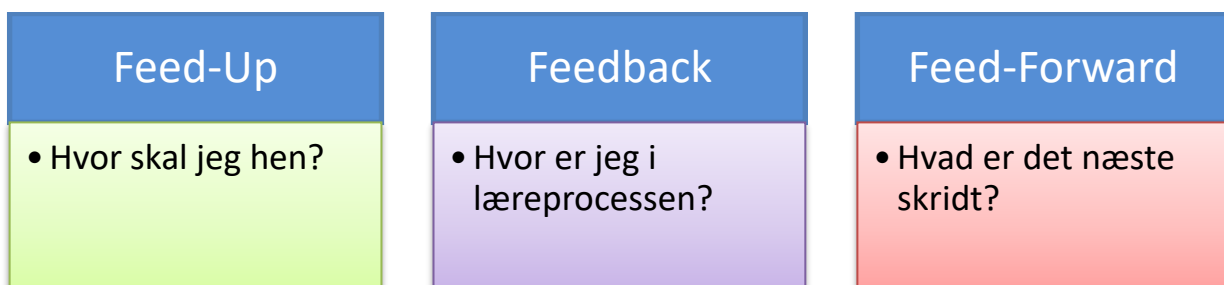 Feed-Up
• Hvor skal jeg hen?
Feedback
• Hvor er jeg i
læreprocessen?
Feed-Forward
• Hvad er det næste
skridt?